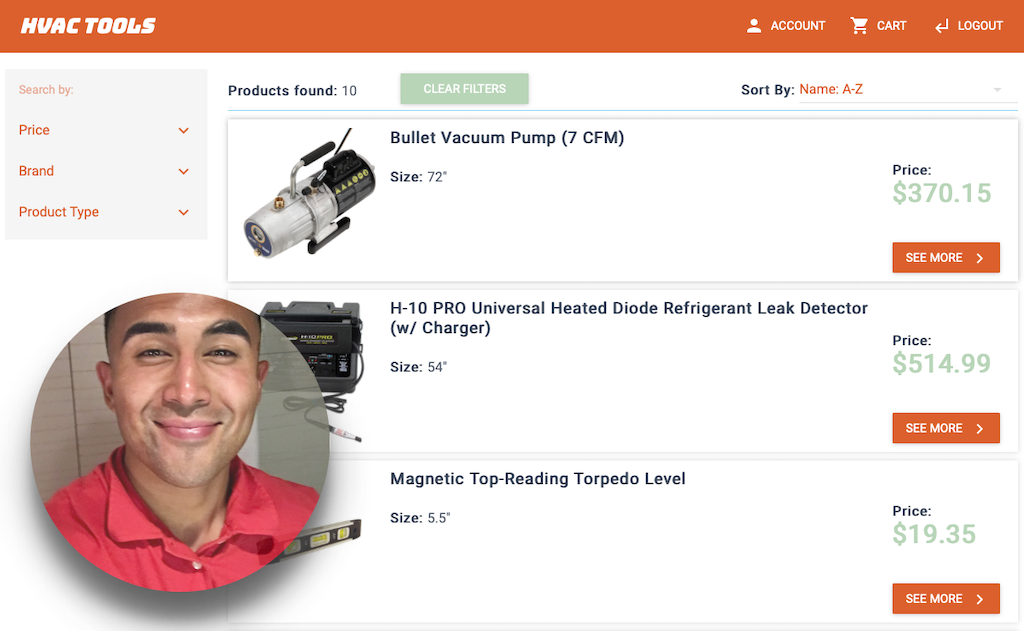 HVAC TOOLS
ACCOUNT
CART
LOGOUT
Search by:
Price
Brand
Product Type
Products found: 10
CLEAR FILTERS
Sort By: Name: A-Z
Bullet Vacuum Pump (7 CFM)
Size: 72"
Price:
$370.15
SEE MORE
H-10 PRO Universal Heated Diode Refrigerant Leak Detector
(w/ Charger)
Size: 54"
Price:
$514.99
SEE MORE
H-10 PRO
Magnetic Top-Reading Torpedo Level
Size: 5.5"
Price:
$19.35
SEE MORE